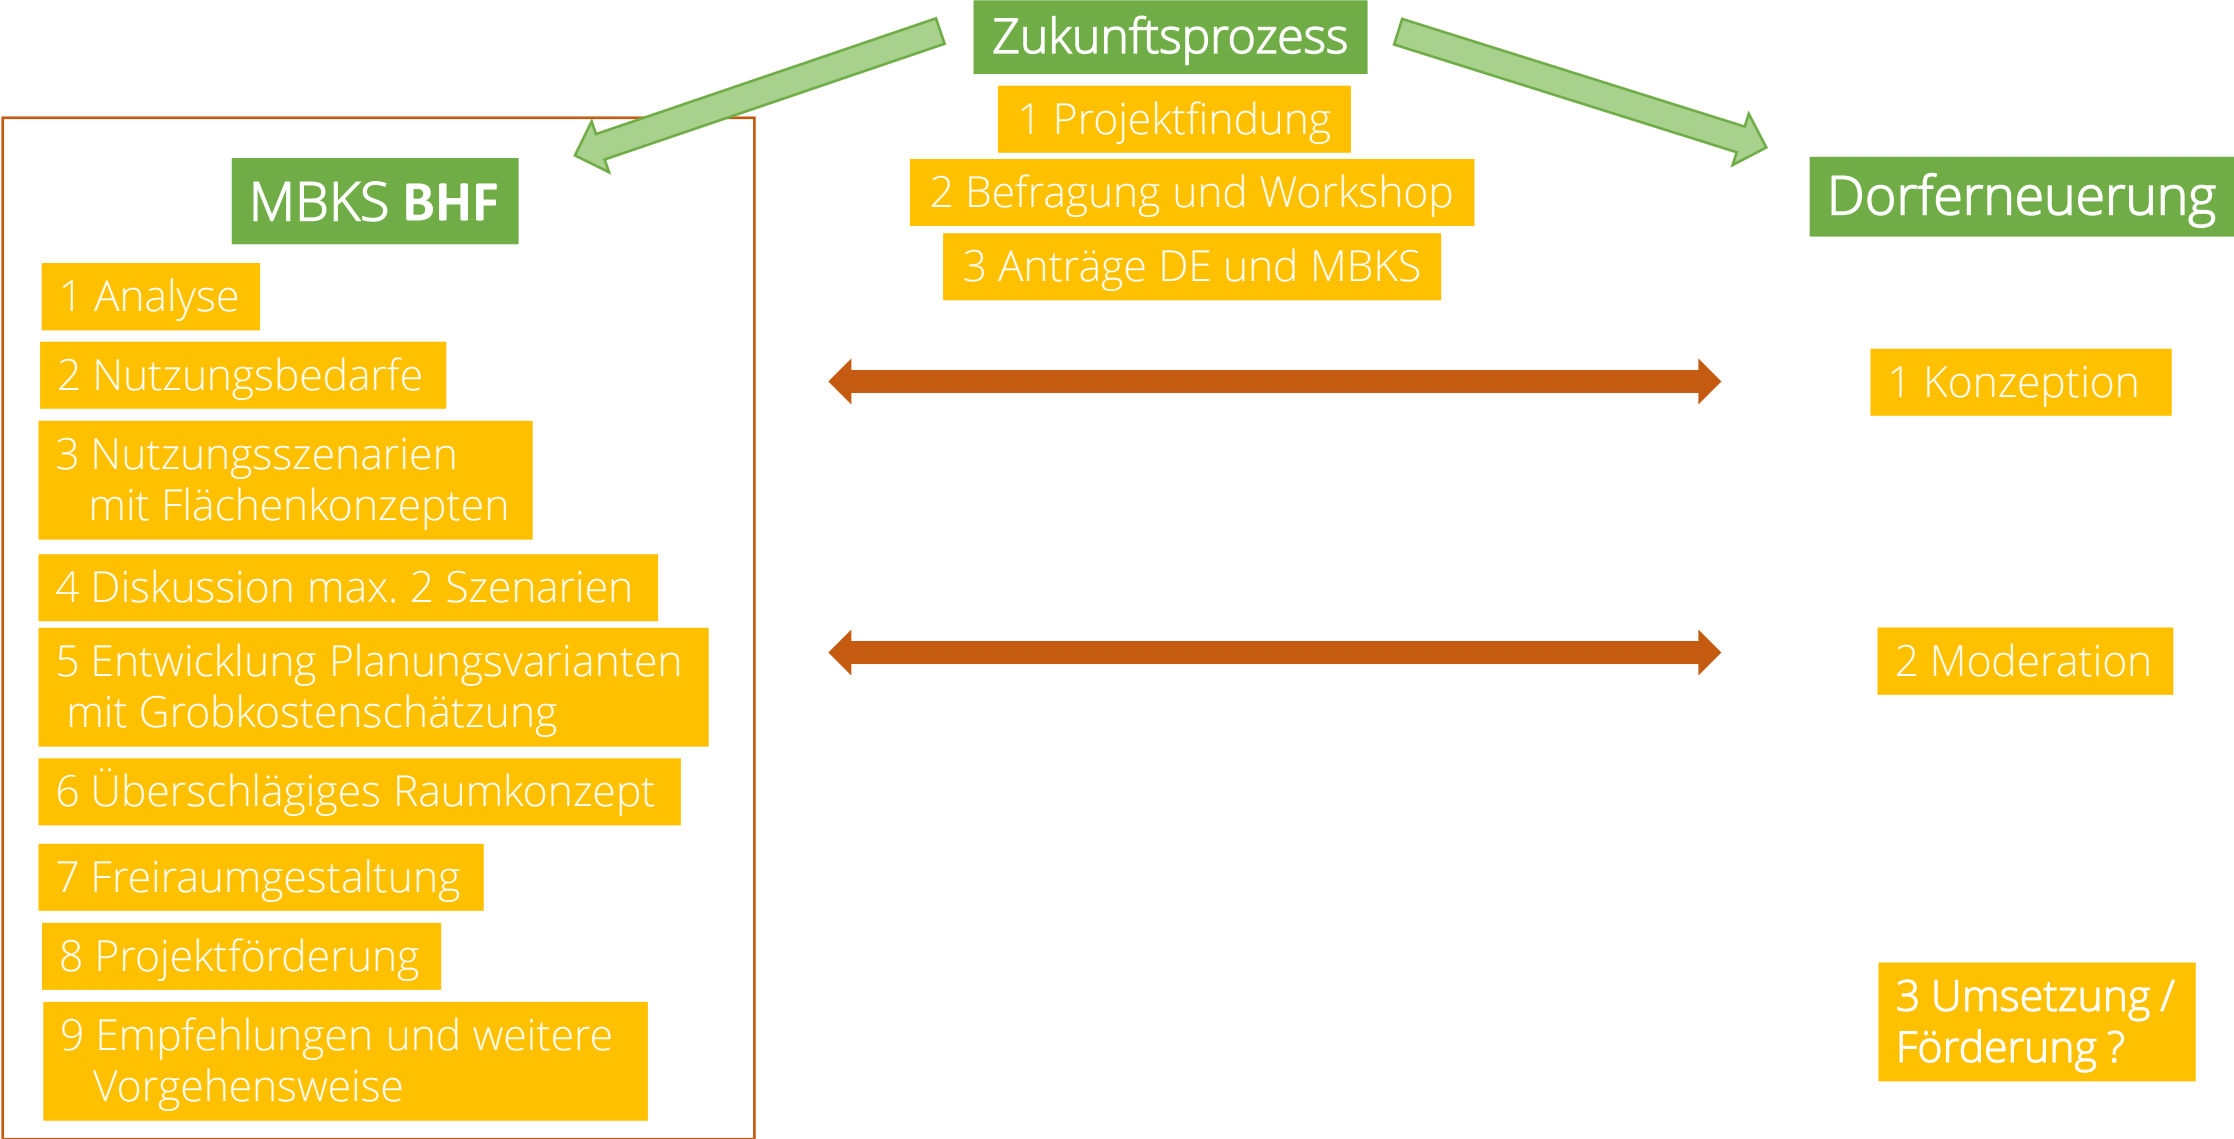 Zukunftsprozess
1 Projektfindung
2 Befragung und Workshop
3 Anträge DE und MBKS
MBKS BHF
1 Analyse
2 Nutzungsbedarfe
3 Nutzungsszenarien
mit Flächenkonzepten
4 Diskussion max. 2 Szenarien
5 Entwicklung Planungsvarianten
mit Grobkostenschätzung
6 Überschlägiges Raumkonzept
7 Freiraumgestaltung
8 Projektförderung
9 Empfehlungen und weitere
Vorgehensweise
Dorferneuerung
1 Konzeption
2 Moderation
3 Umsetzung /
Förderung ?